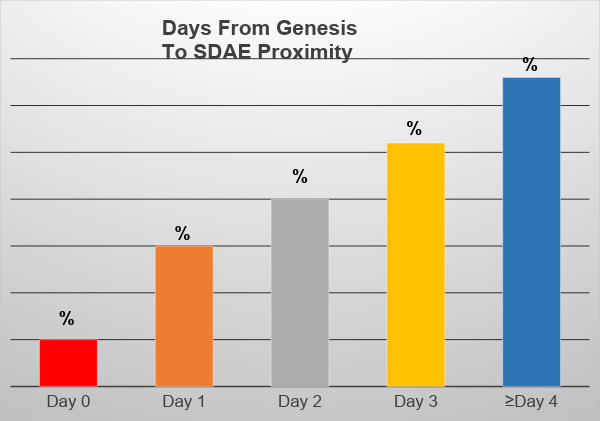 Days From Genesis
To SDAE Proximity
%
%
%
%
%
Day 0
Day 1
Day 2
Day 3
≥Day 4